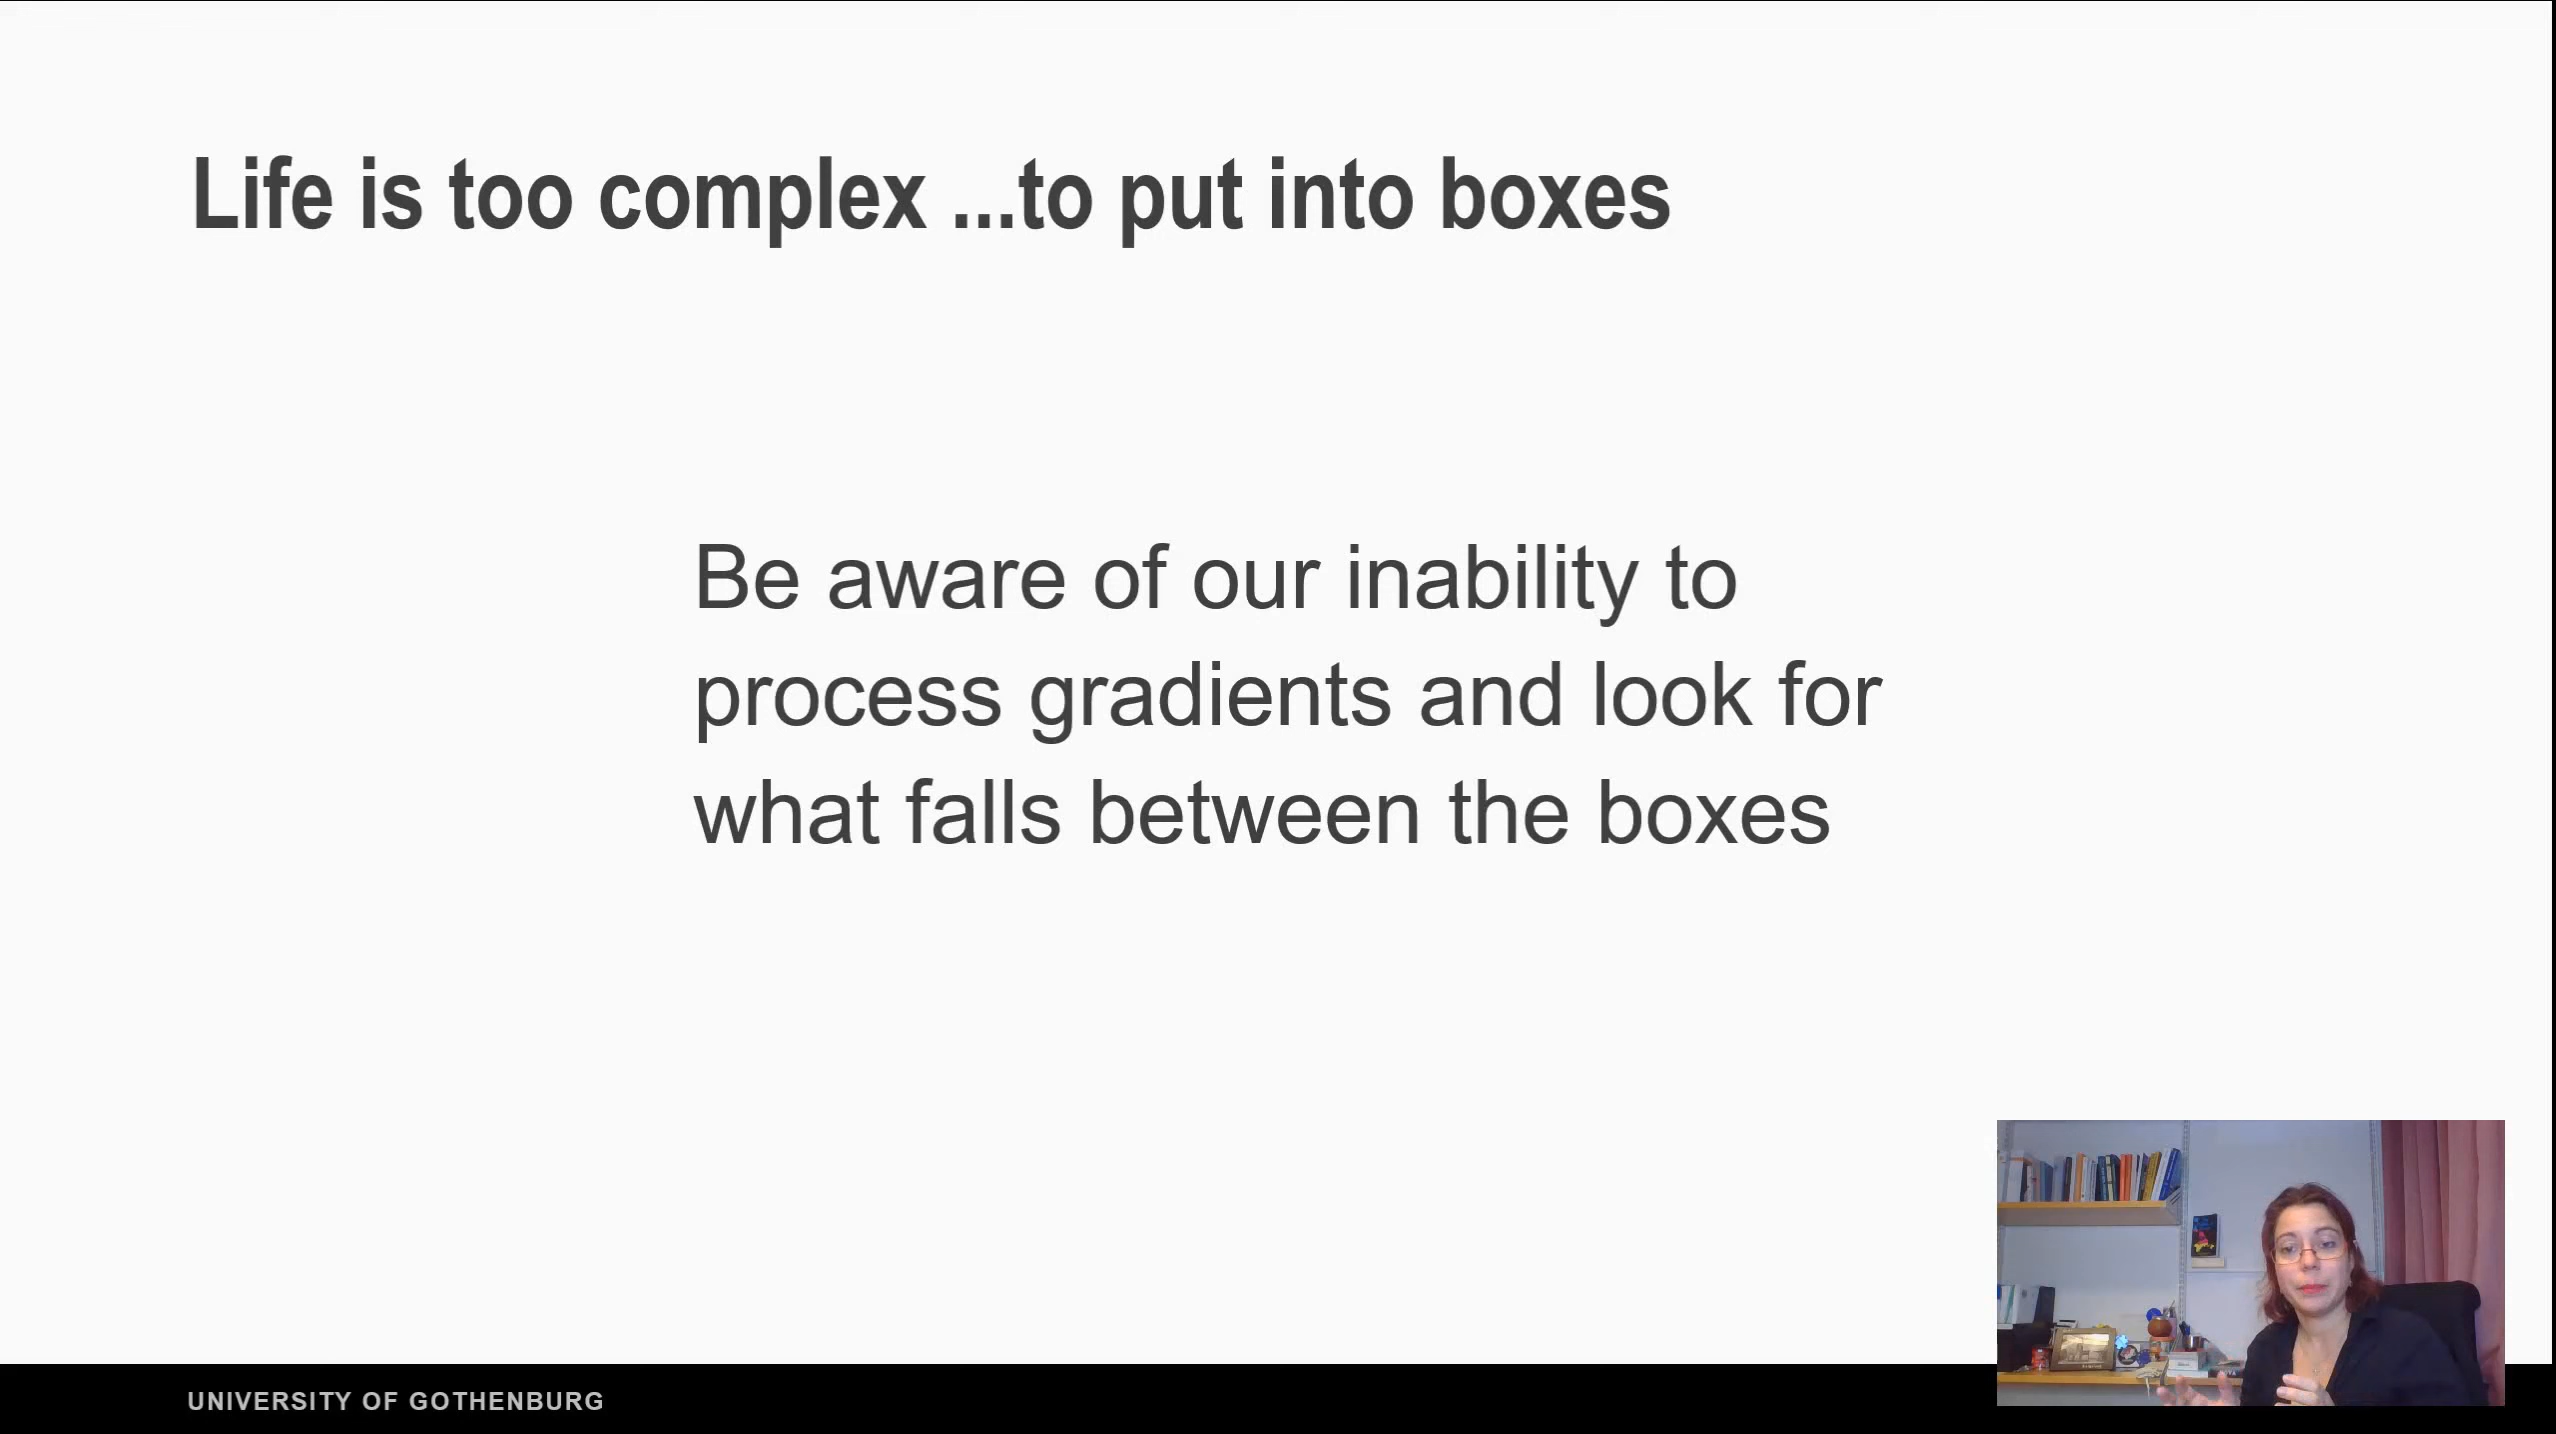 Life is too complex ...to put into boxes
Be aware of our inability to
process gradients and look for
what falls between the boxes
UNIVERSITY OF GOTHENBURG